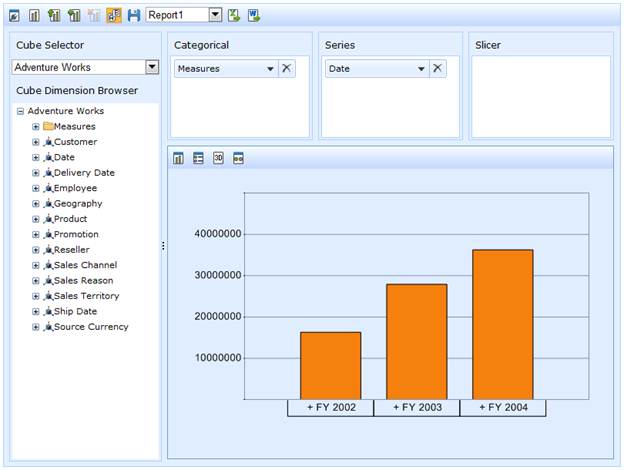 Report1
Cube Selector
Adventure Works
Cube Dimension Browser
Adventure Works
Measures
Customer
Date
Delivery Date
Employee
Geography
Product
Promotion
Reseller
Sales Channel
Sales Reason
Sales Territory
Ship Date
Source Currency
Categorical
Measures
Series
Date
Slicer
3D
40000000
30000000
20000000
10000000
+ FY 2002
+ FY 2003
+ FY 2004